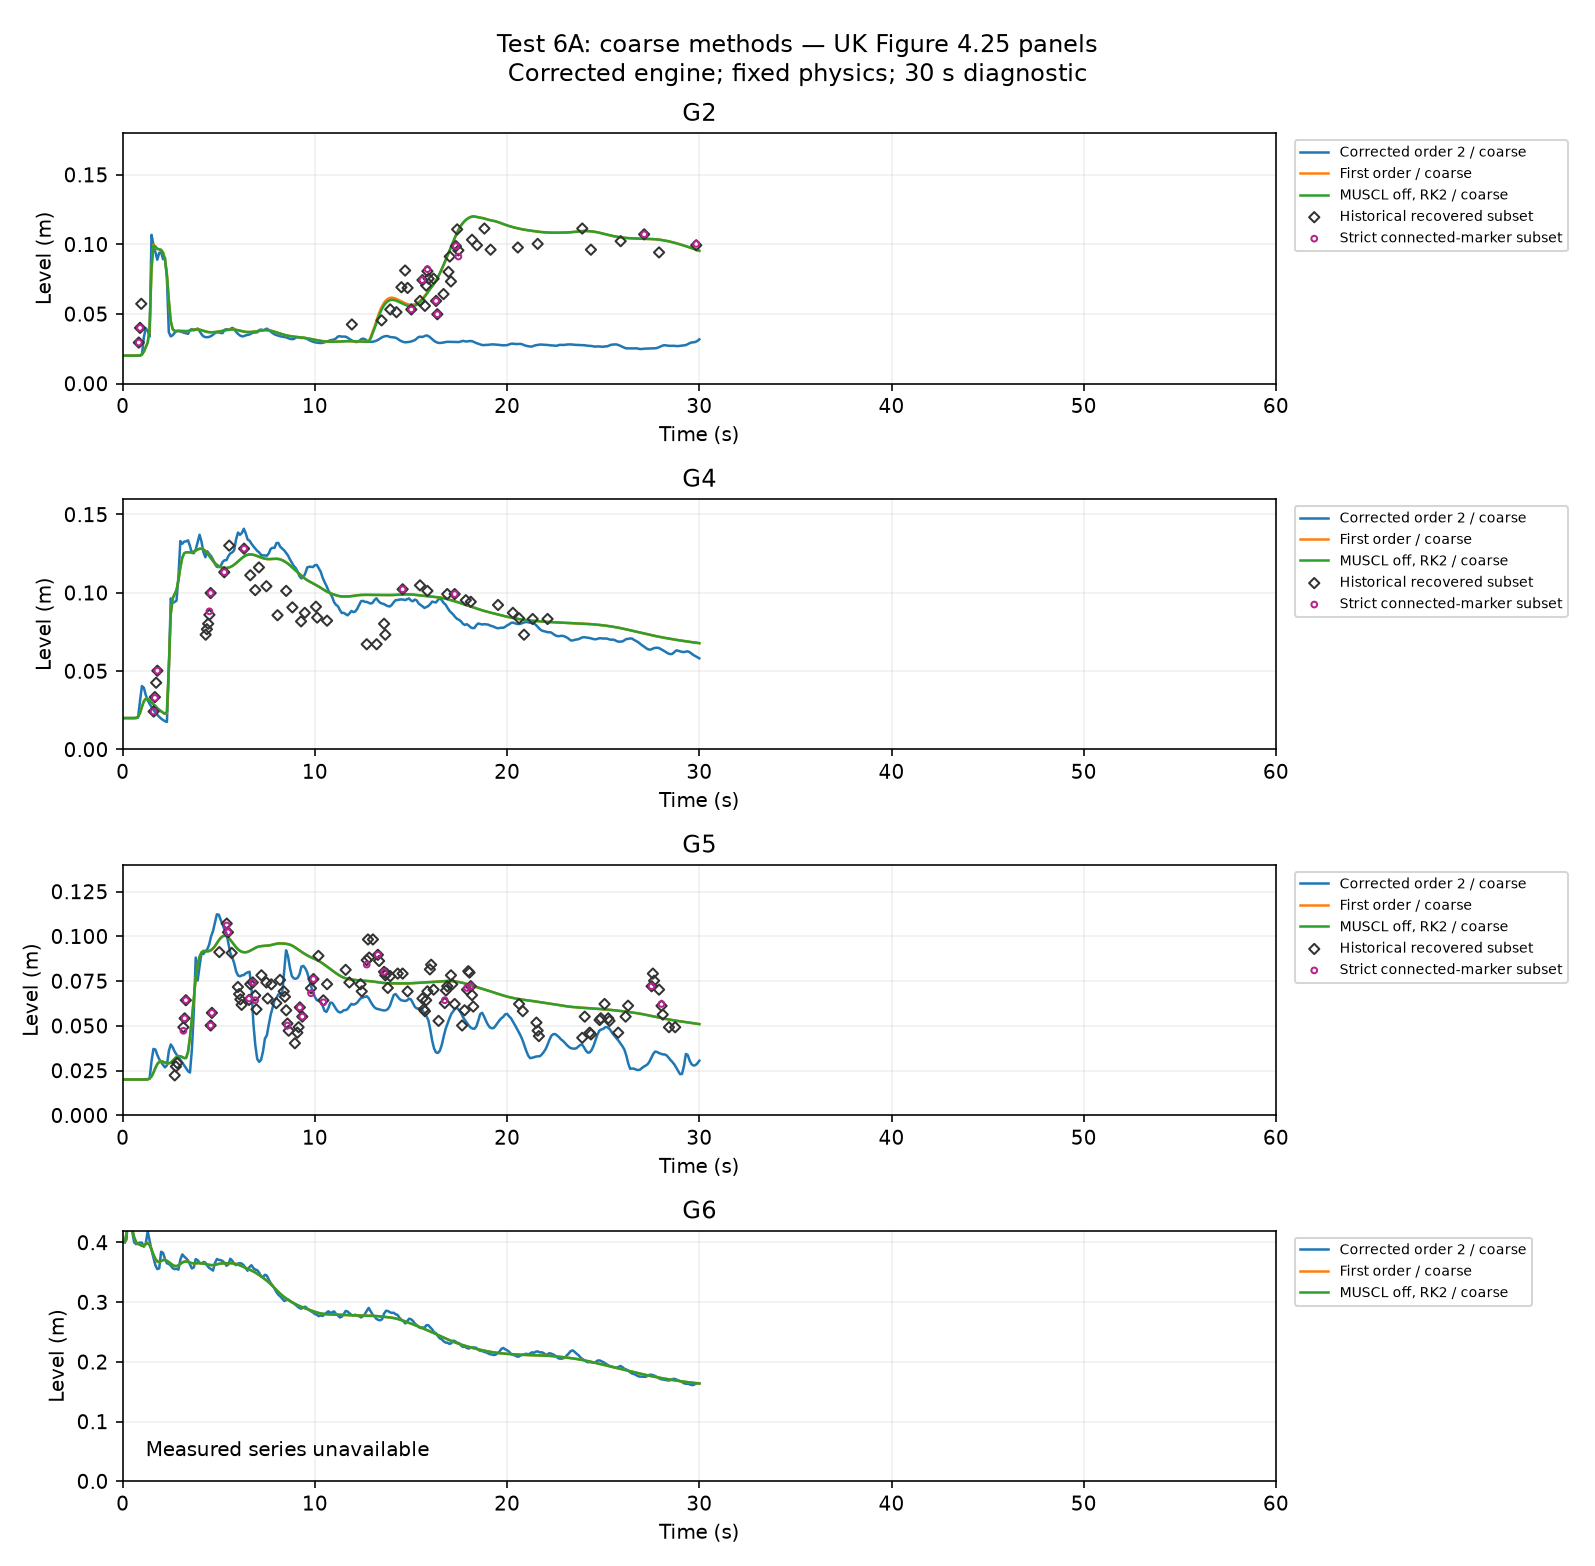 Test 6A: coarse methods — UK Figure 4.25 panels
Corrected engine; fixed physics; 30 s diagnostic
G2
Level (m)
0.15
0.10
0.05
0.00
0 10 20 30 40 50 60
Time (s)
Corrected order 2 / coarse
First order / coarse
MUSCL off, RK2 / coarse
Historical recovered subset
Strict connected-marker subset
G4
Level (m)
0.15
0.10
0.05
0.00
0 10 20 30 40 50 60
Time (s)
Corrected order 2 / coarse
First order / coarse
MUSCL off, RK2 / coarse
Historical recovered subset
Strict connected-marker subset
G5
Level (m)
0.125
0.100
0.075
0.050
0.025
0.000
0 10 20 30 40 50 60
Time (s)
Corrected order 2 / coarse
First order / coarse
MUSCL off, RK2 / coarse
Historical recovered subset
Strict connected-marker subset
G6
Level (m)
0.4
0.3
0.2
0.1
0.0
Measured series unavailable
0 10 20 30 40 50 60
Time (s)
Corrected order 2 / coarse
First order / coarse
MUSCL off, RK2 / coarse